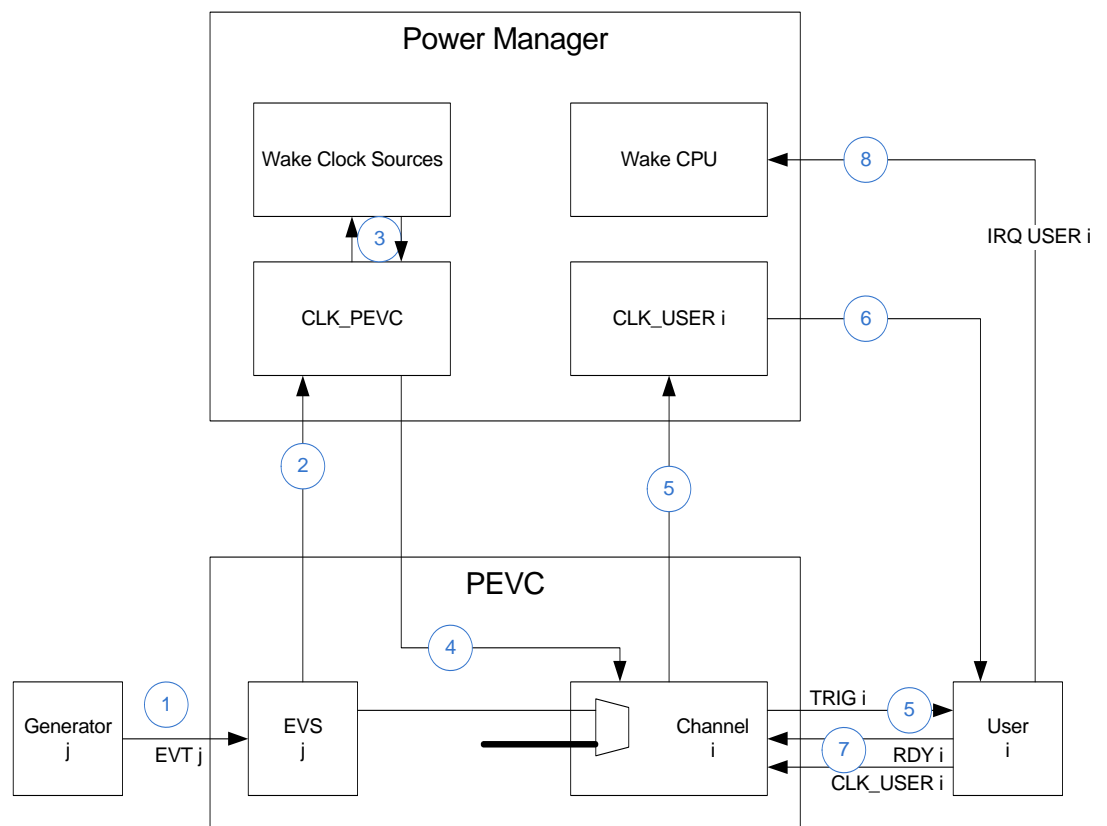 Power Manager
Wake Clock Sources
Wake CPU
8
3
IRQ USER i
CLK_PEVC
CLK_USER i
6
2
5
PEVC
4
1
Generator
j
EVT j
EVS
j
Channel
i
TRIG i
5
User
i
7
RDY i
CLK_USER i